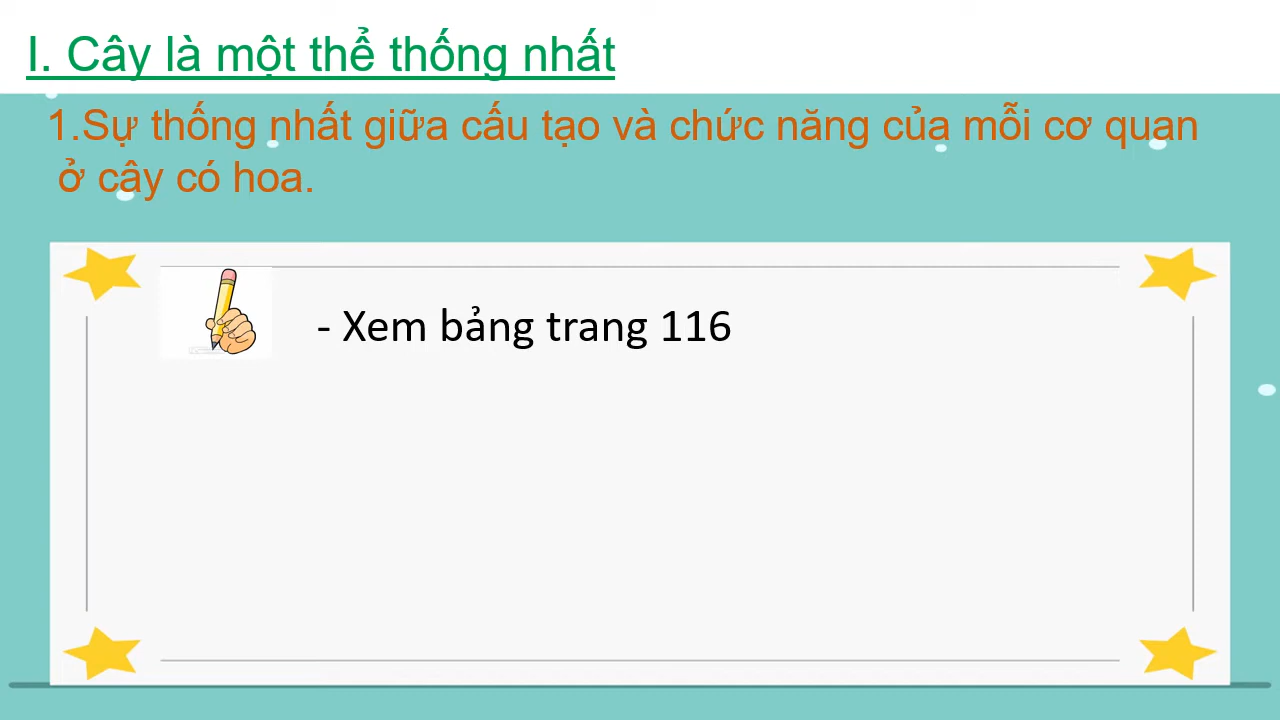 I. Cây là một thể thống nhất
1.Sự thống nhất giữa cấu tạo và chức năng của mỗi cơ quan
ở cây có hoa.
- Xem bảng trang 116